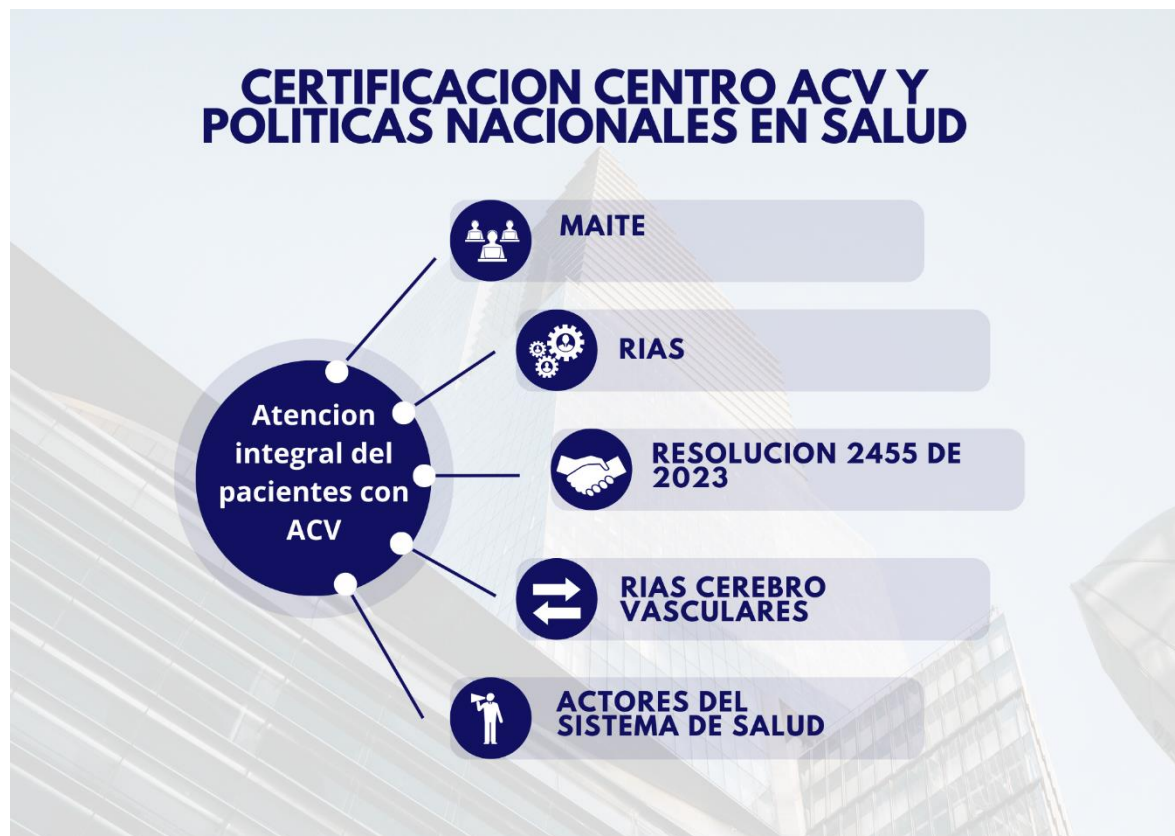 CERTIFICACION CENTRO ACV Y
POLITICAS NACIONALES EN SALUD
MAITE
RIAS
Atencion
integral del
pacientes con
ACV
RESOLUCION 2455 DE
2023
RIAS CEREBRO
VASCULARES
ACTORES DEL
SISTEMA DE SALUD